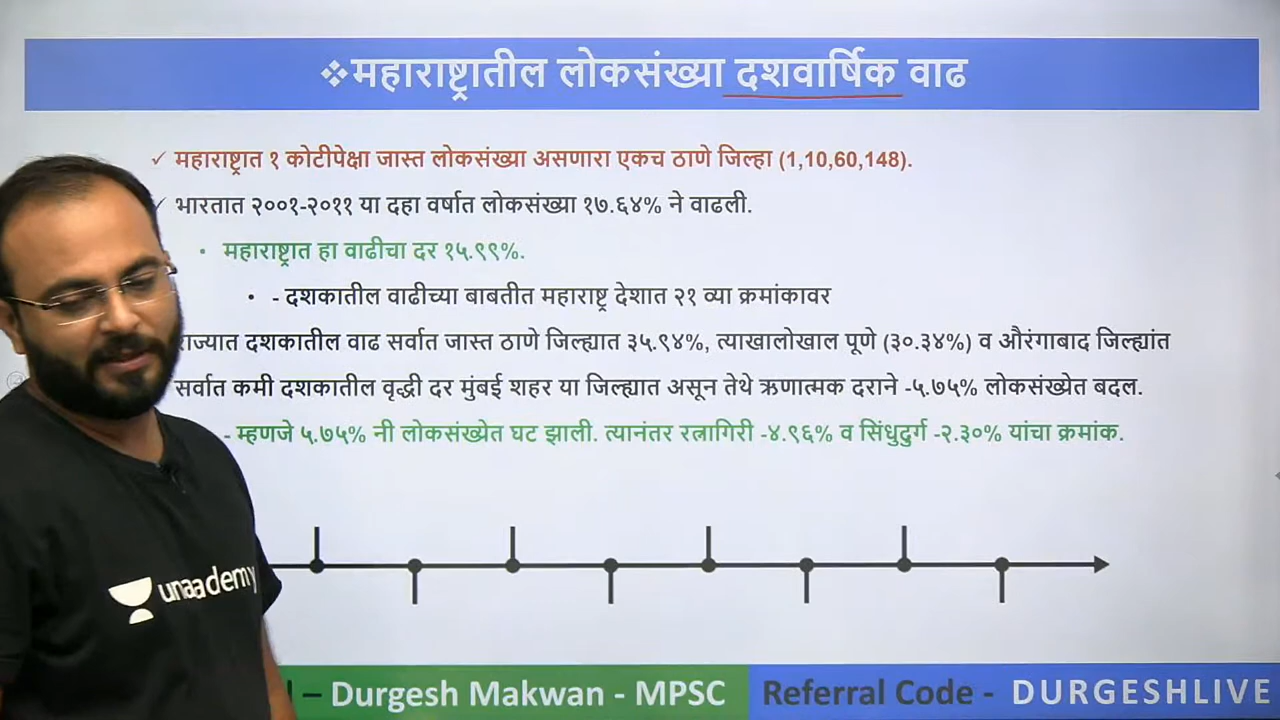 ❖महाराष्ट्रातील लोकसंख्या दशवार्षिक वाढ
✓ महाराष्ट्रात १ कोटीपेक्षा जास्त लोकसंख्या असणारा एकच ठाणे जिल्हा (1,10,60,148).
✓ भारतात २००१-२०११ या दहा वर्षात लोकसंख्या १७.६४% ने वाढली.
• महाराष्ट्रात हा वाढीचा दर १५.९९%.
• - दशकातील वाढीच्या बाबतीत महाराष्ट्र देशात २१ व्या क्रमांकावर
राज्यात दशकातील वाढ सर्वात जास्त ठाणे जिल्ह्यात ३५.९४%, त्याखालोखाल पूणे (३०.३४%) व औरंगाबाद जिल्ह्यांत
सर्वात कमी दशकातील वृद्धी दर मुंबई शहर या जिल्ह्यात असून तेथे ऋणात्मक दराने -५.७५% लोकसंख्येत बदल.
- म्हणजे ५.७५% नी लोकसंख्येत घट झाली. त्यानंतर रत्नागिरी -४.९६% व सिंधुदुर्ग -२.३०% यांचा क्रमांक.
unaademy
– Durgesh Makwan - MPSC
Referral Code - DURGESHLIVE